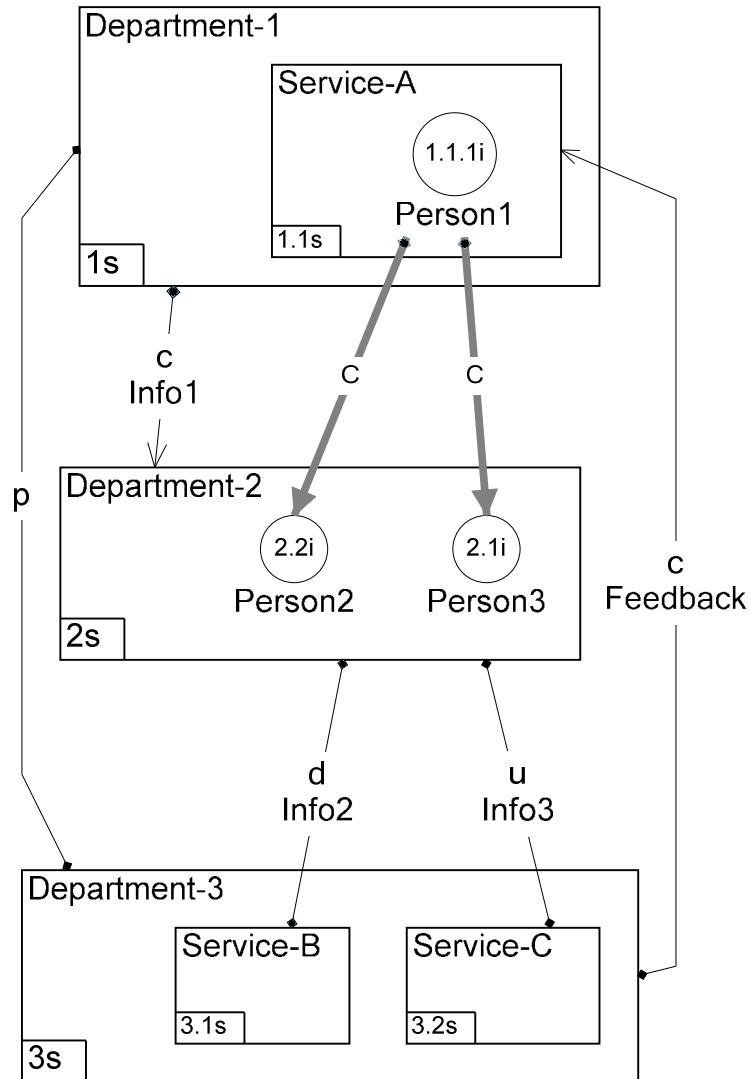 Department-1
Service-A
1.1.1i
Person1
1.1s
1s
c
Info1
C
C
p
Department-2
2.2i
2.1i
Person2
Person3
2s
c
Feedback
d
Info2
u
Info3
Department-3
Service-B
Service-C
3.1s
3.2s
3s